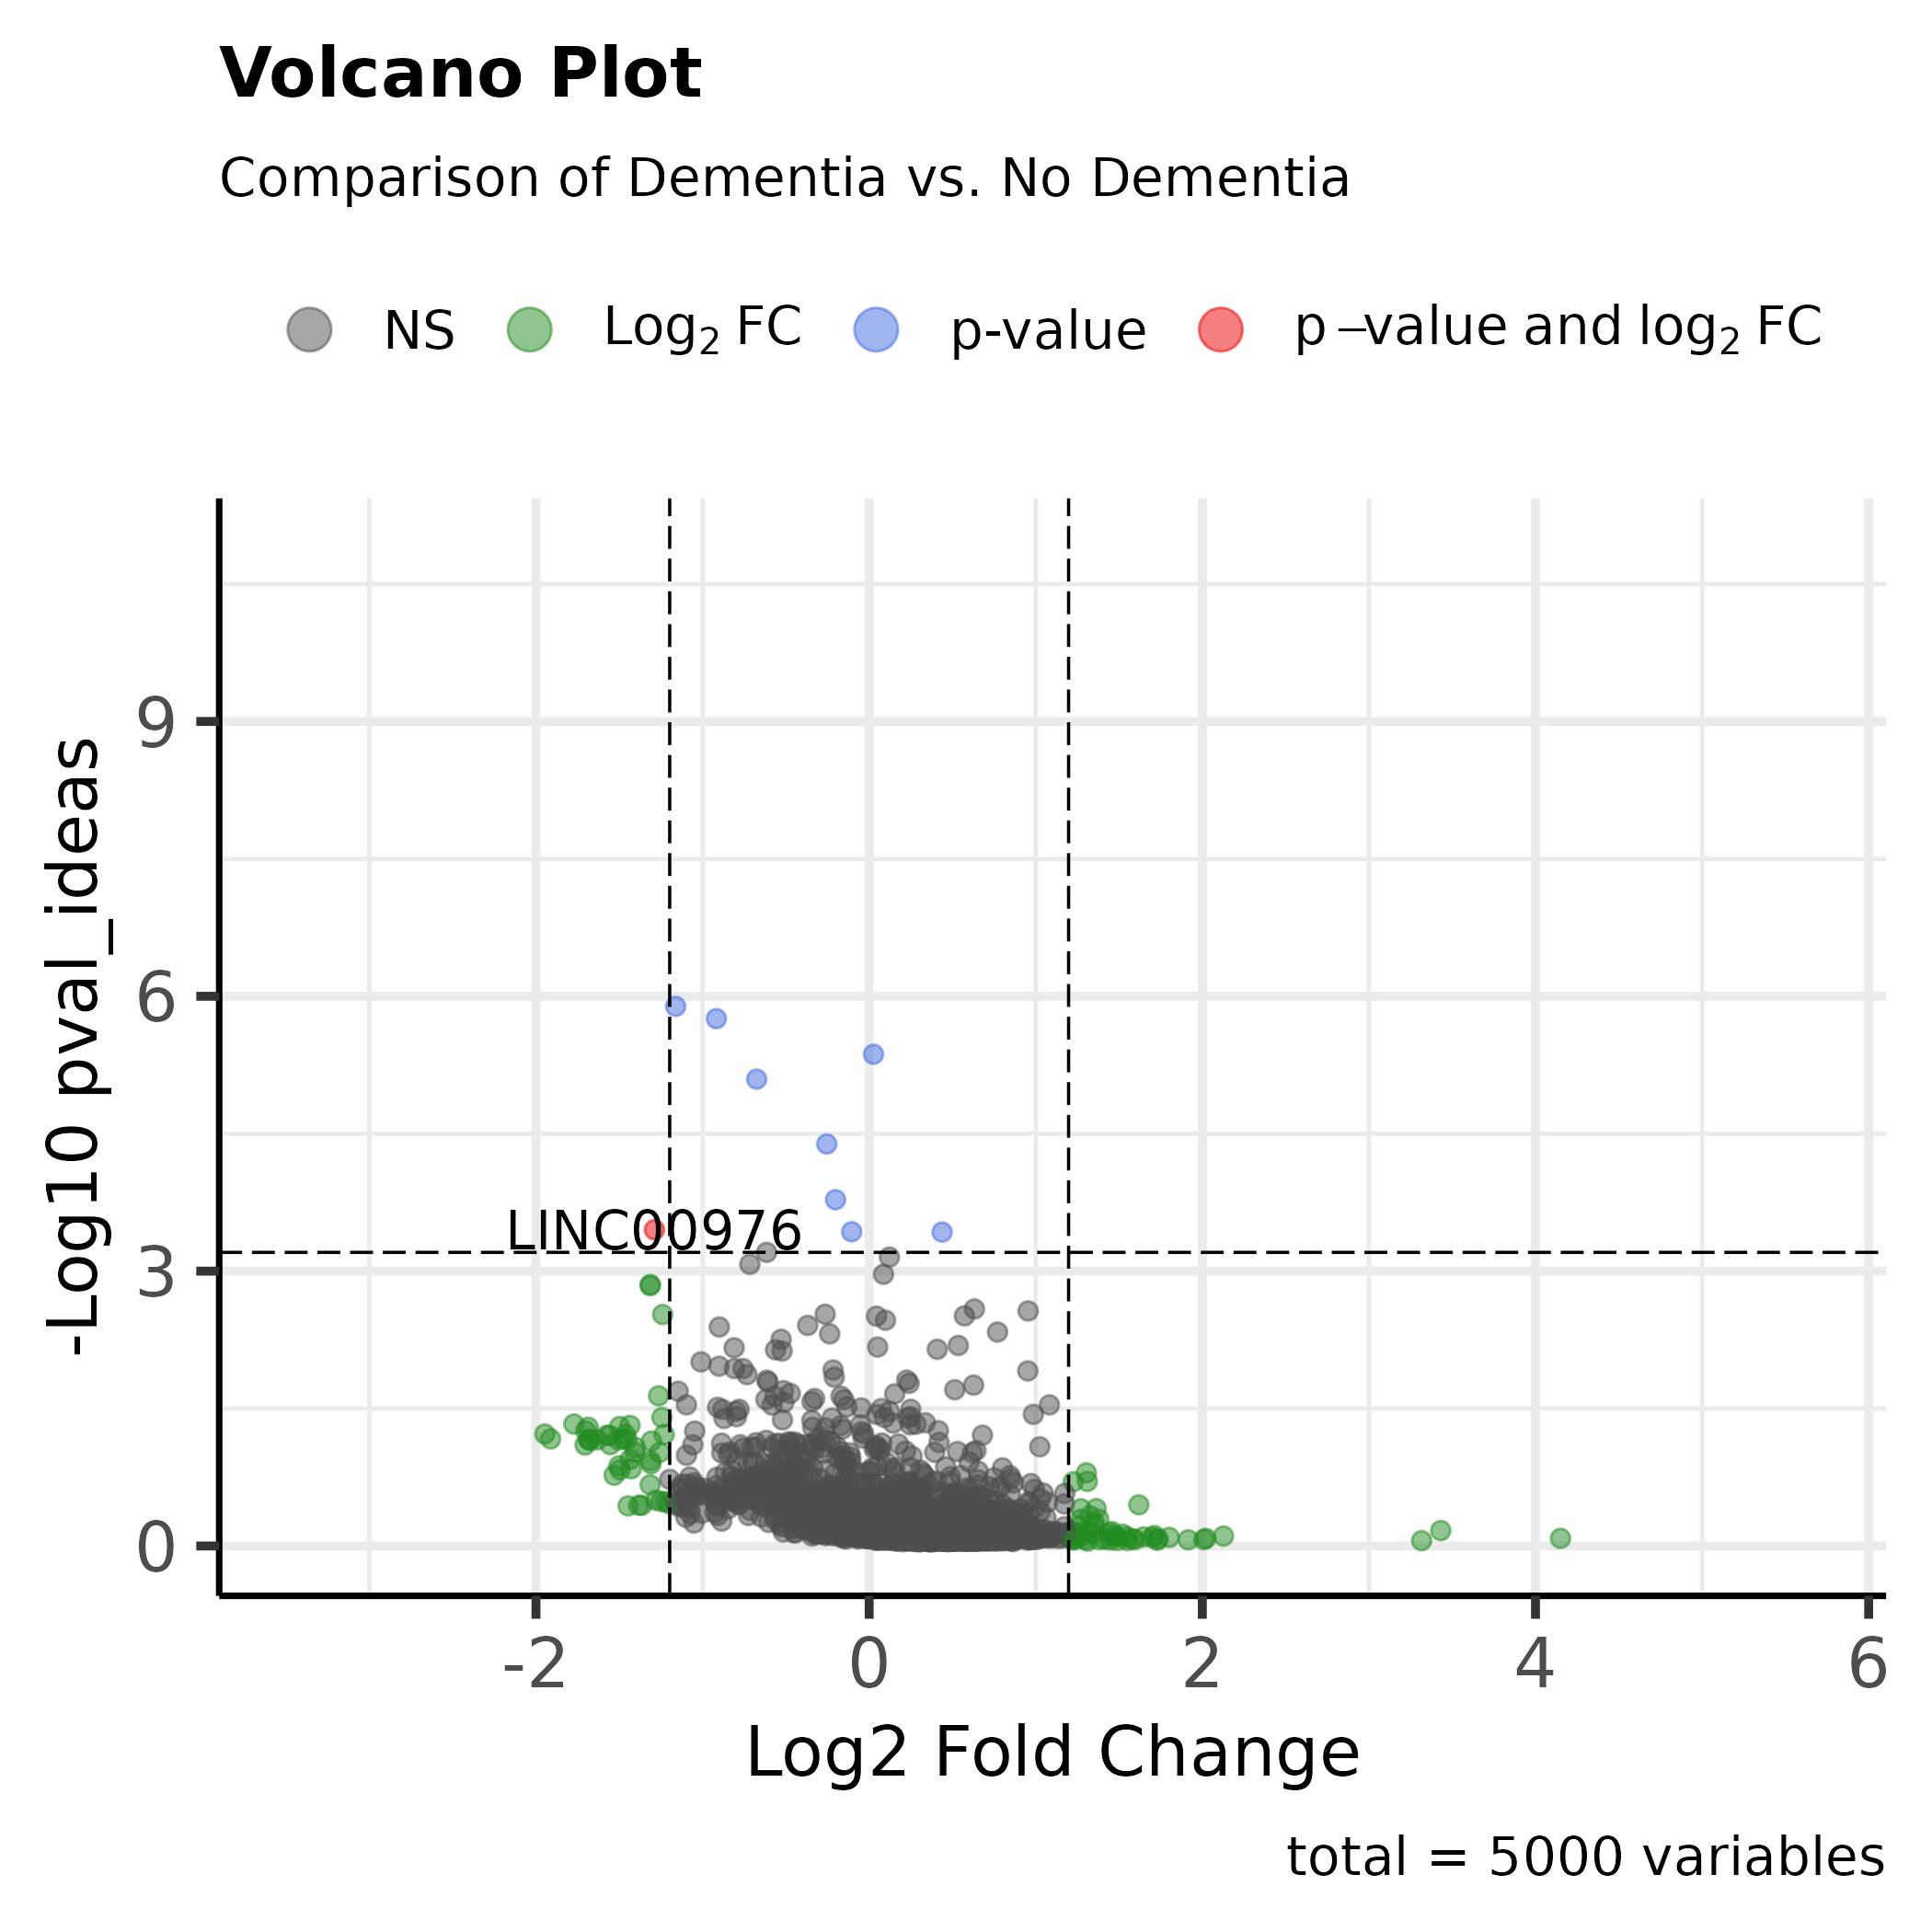 Volcano Plot
Comparison of Dementia vs. No Dementia
NS Log₂ FC p-value p –value and log₂ FC
-Log10 pval_ideas
9
6
LINC00976
3
0
-2 0 2 4 6
Log2 Fold Change
total = 5000 variables